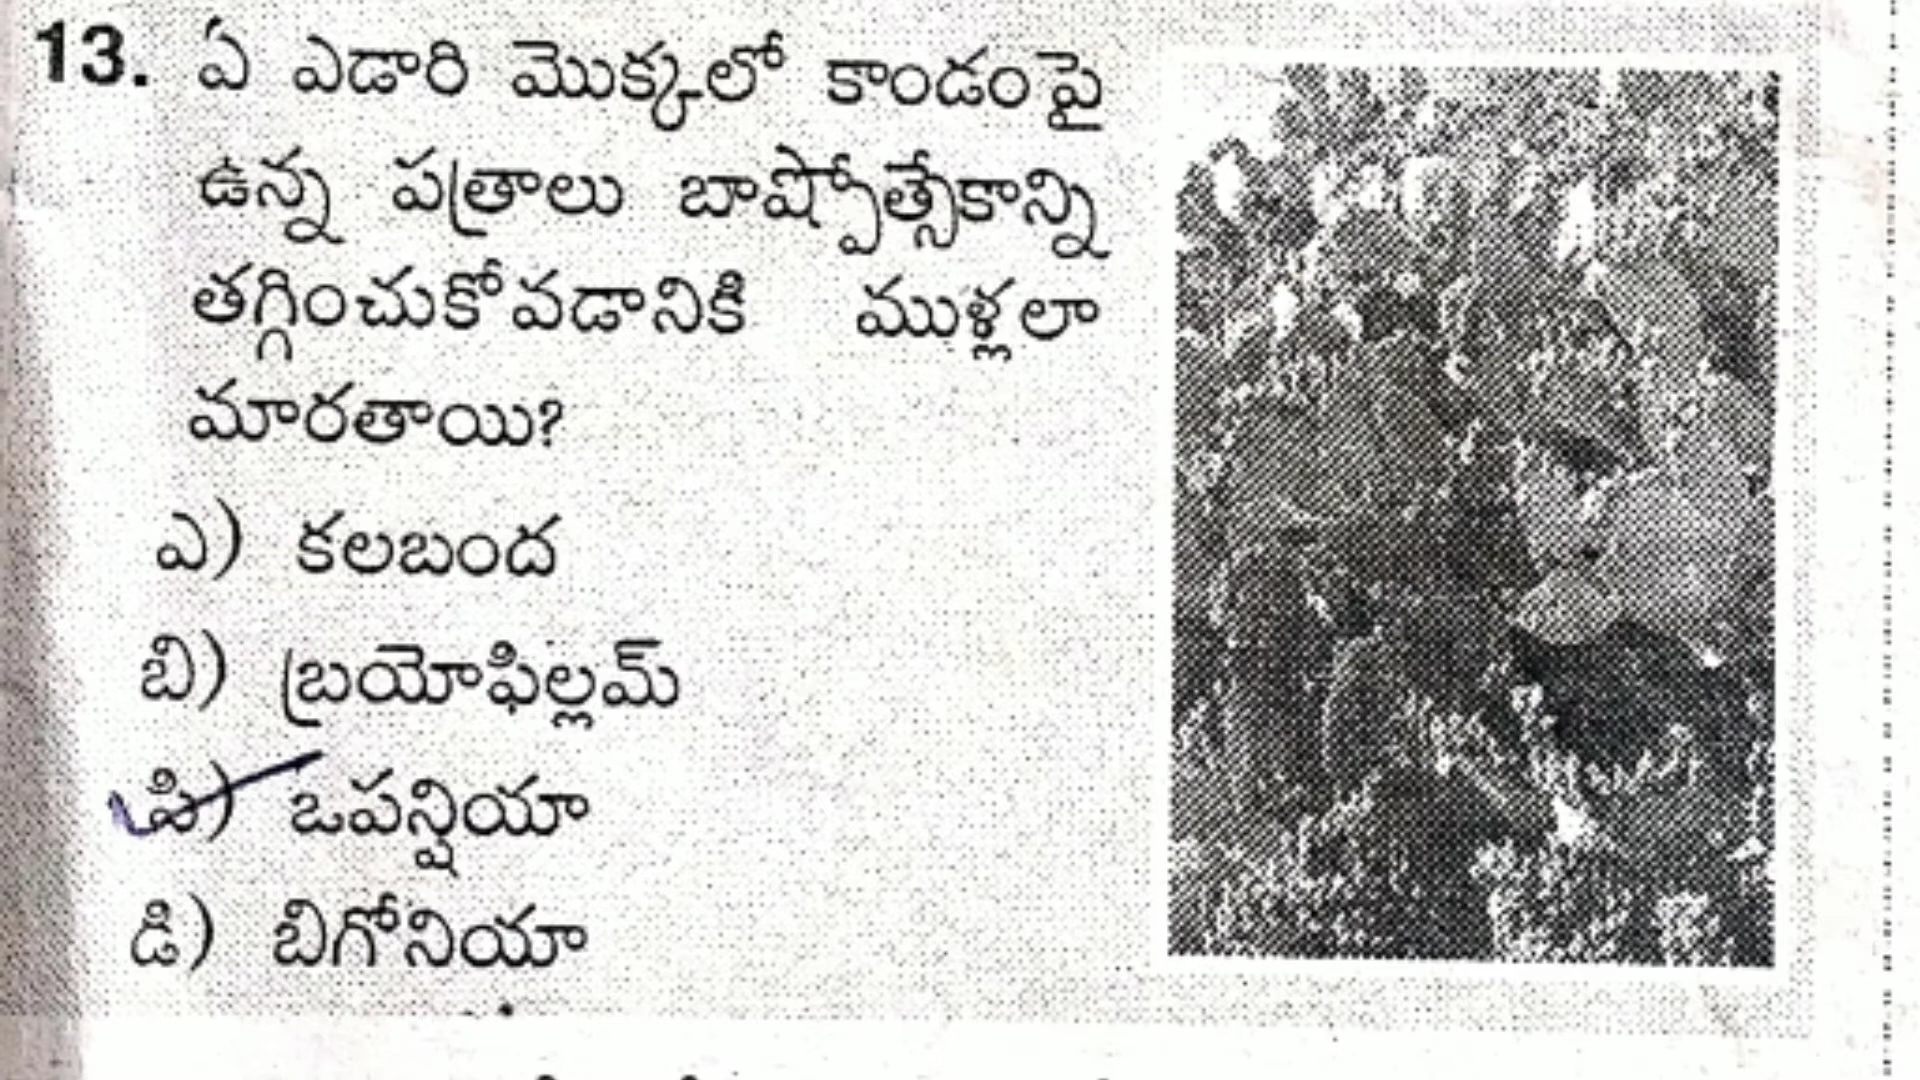 13. ఏ ఎడారి మొక్కలో కాండంపై
ఉన్న పత్రాలు బాష్పోత్సేకాన్ని
తగ్గించుకోవడానికి ముళ్లలా
మారతాయి?
ఎ) కలబంద
బి) బ్రయోఫిల్లమ్
సి) ఒపన్షియా
డి) బిగోనియా